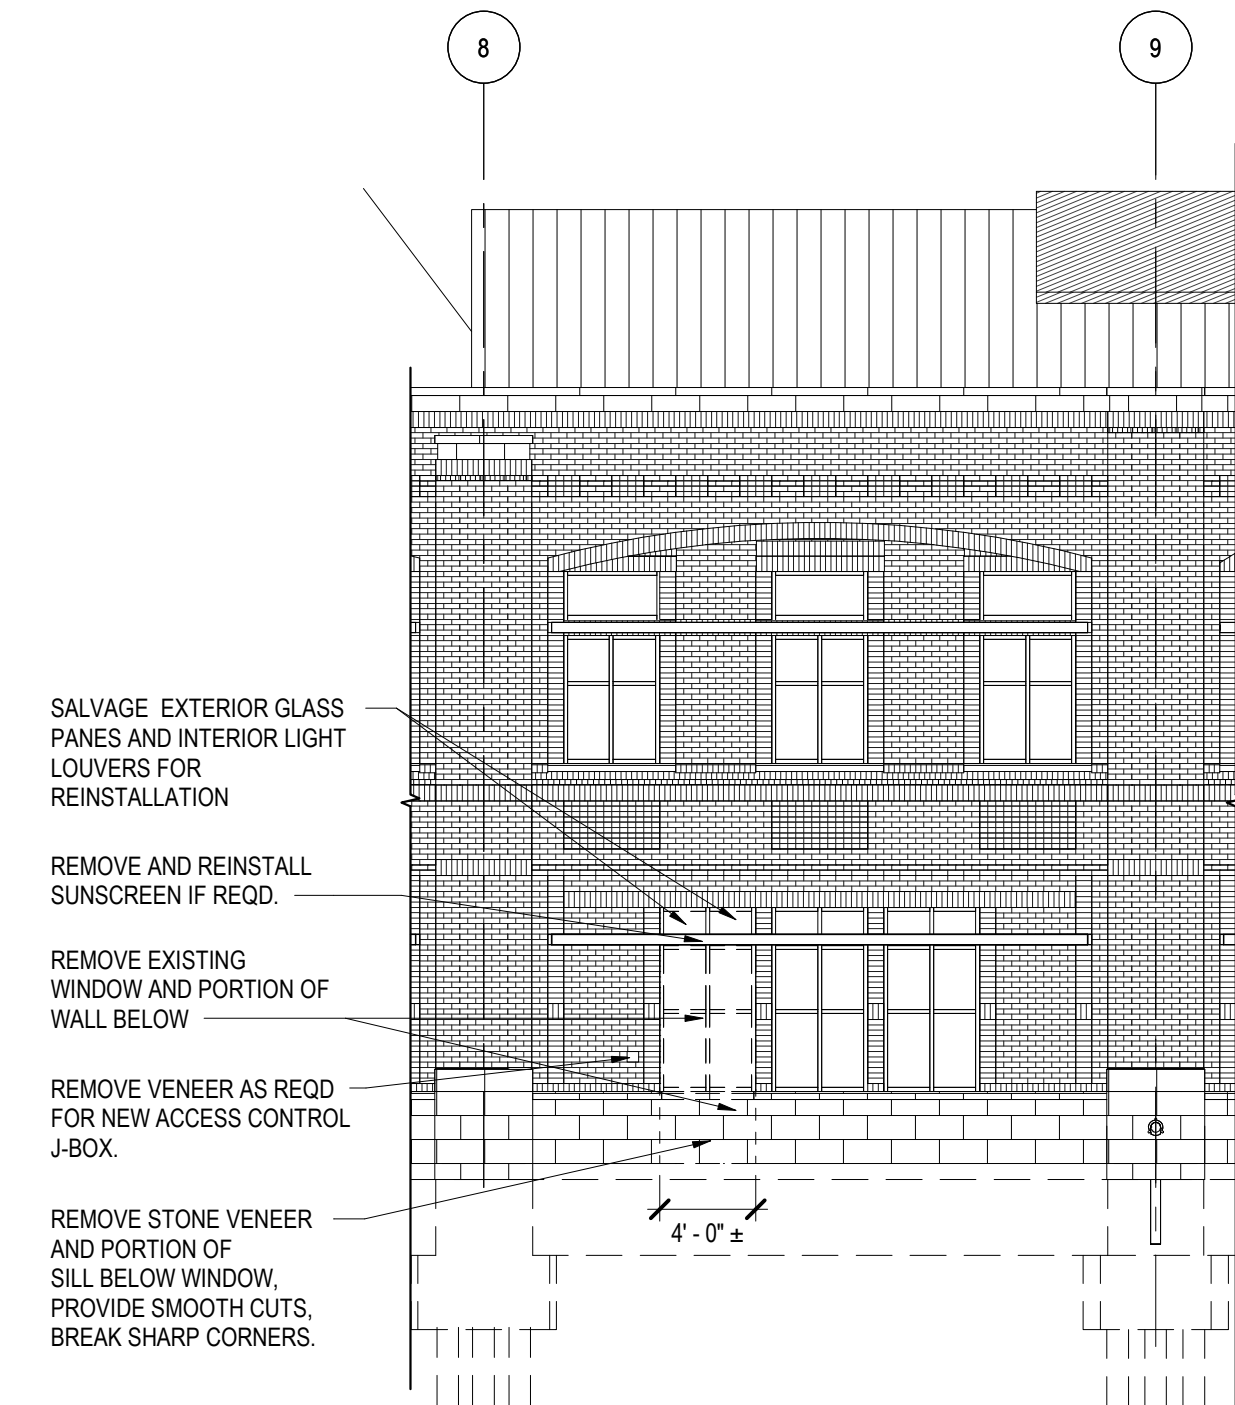 8
9
SALVAGE EXTERIOR GLASS
PANES AND INTERIOR LIGHT
LOUVERS FOR
REINSTALLATION
REMOVE AND REINSTALL
SUNSCREEN IF REQD.
REMOVE EXISTING
WINDOW AND PORTION OF
WALL BELOW
REMOVE VENEER AS REQD
FOR NEW ACCESS CONTROL
J-BOX.
REMOVE STONE VENEER
AND PORTION OF
SILL BELOW WINDOW,
PROVIDE SMOOTH CUTS,
BREAK SHARP CORNERS.
4' - 0" ±